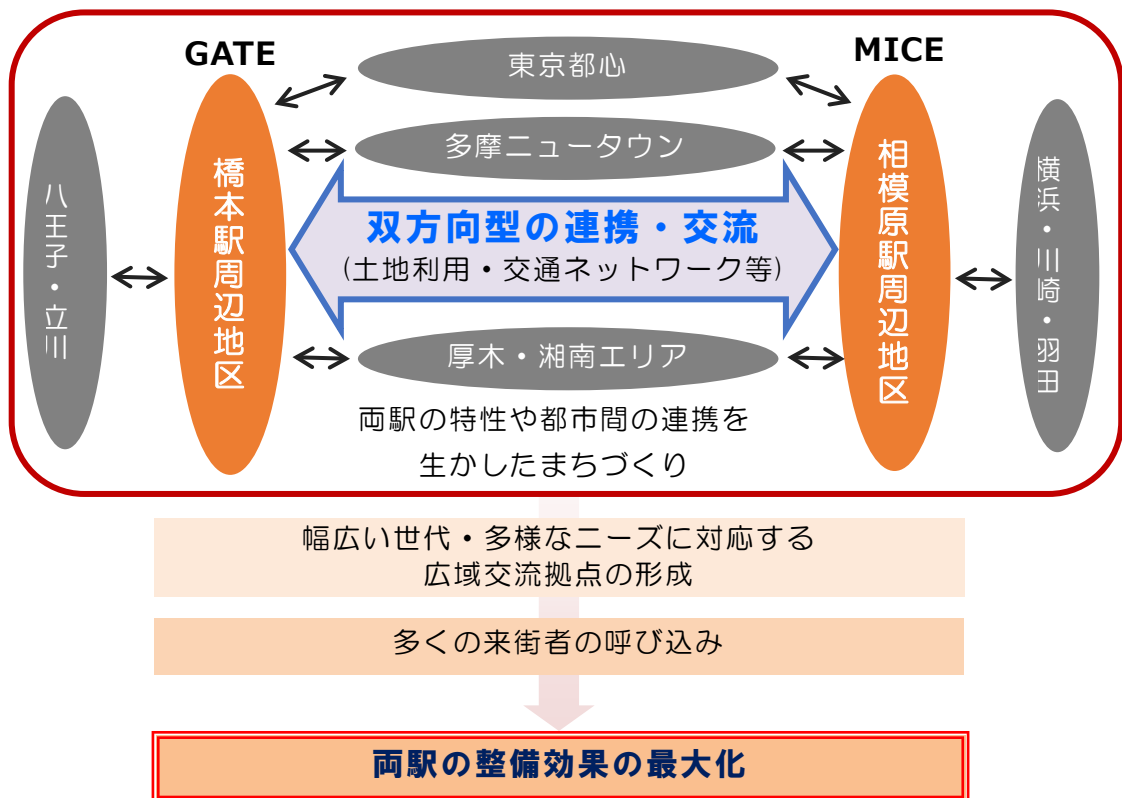 GATE
MICE
東京都心
多摩ニュータウン
八王子・立川
橋本駅周辺地区
双方向型の連携・交流
(土地利用・交通ネットワーク等)
相模原駅周辺地区
横浜・川崎・羽田
厚木・湘南エリア
両駅の特性や都市間の連携を
生かしたまちづくり
幅広い世代・多様なニーズに対応する
広域交流拠点の形成
多くの来街者の呼び込み
両駅の整備効果の最大化